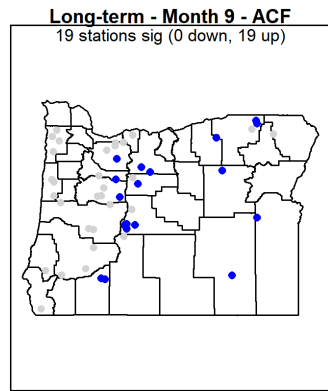 Long-term - Month 9 - ACF
19 stations sig (0 down, 19 up)